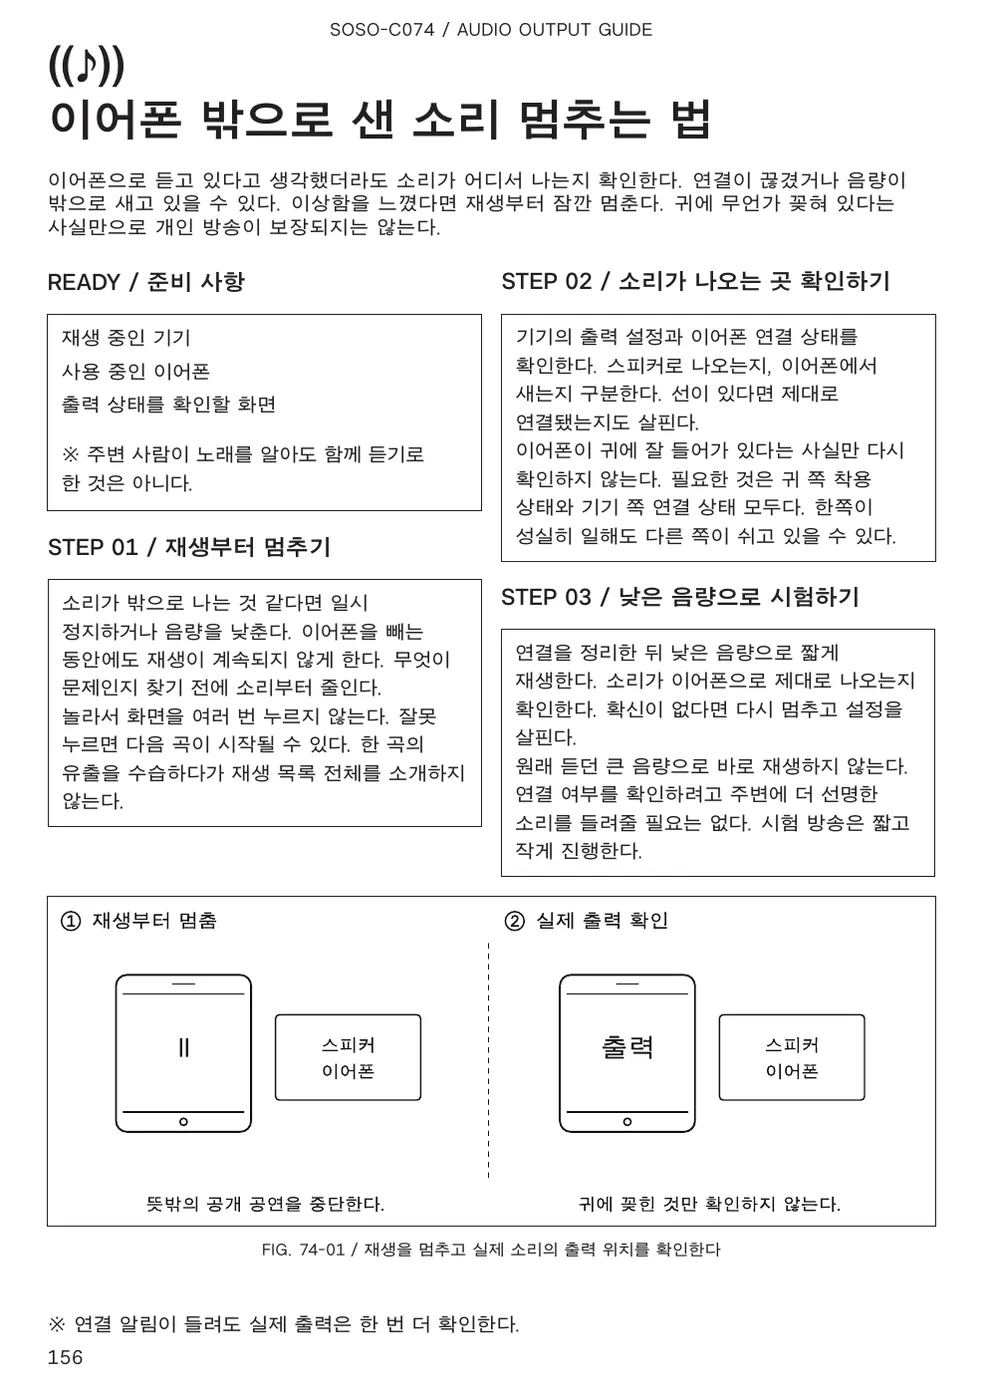 SOSO-C074 / AUDIO OUTPUT GUIDE
((♪))
이어폰 밖으로 샌 소리 멈추는 법
이어폰으로 듣고 있다고 생각했더라도 소리가 어디서 나는지 확인한다. 연결이 끊겼거나 음량이
밖으로 새고 있을 수 있다. 이상함을 느꼈다면 재생부터 잠깐 멈춘다. 귀에 무언가 꽂혀 있다는
사실만으로 개인 방송이 보장되지는 않는다.
READY / 준비 사항
재생 중인 기기
사용 중인 이어폰
출력 상태를 확인할 화면
※ 주변 사람이 노래를 알아도 함께 듣기로
한 것은 아니다.
STEP 01 / 재생부터 멈추기
소리가 밖으로 나는 것 같다면 일시
정지하거나 음량을 낮춘다. 이어폰을 빼는
동안에도 재생이 계속되지 않게 한다. 무엇이
문제인지 찾기 전에 소리부터 줄인다.
놀라서 화면을 여러 번 누르지 않는다. 잘못
누르면 다음 곡이 시작될 수 있다. 한 곡의
유출을 수습하다가 재생 목록 전체를 소개하지
않는다.
STEP 02 / 소리가 나오는 곳 확인하기
기기의 출력 설정과 이어폰 연결 상태를
확인한다. 스피커로 나오는지, 이어폰에서
새는지 구분한다. 선이 있다면 제대로
연결됐는지도 살핀다.
이어폰이 귀에 잘 들어가 있다는 사실만 다시
확인하지 않는다. 필요한 것은 귀 쪽 착용
상태와 기기 쪽 연결 상태 모두다. 한쪽이
성실히 일해도 다른 쪽이 쉬고 있을 수 있다.
STEP 03 / 낮은 음량으로 시험하기
연결을 정리한 뒤 낮은 음량으로 짧게
재생한다. 소리가 이어폰으로 제대로 나오는지
확인한다. 확신이 없다면 다시 멈추고 설정을
살핀다.
원래 듣던 큰 음량으로 바로 재생하지 않는다.
연결 여부를 확인하려고 주변에 더 선명한
소리를 들려줄 필요는 없다. 시험 방송은 짧고
작게 진행한다.
① 재생부터 멈춤
스피커
이어폰
뜻밖의 공개 공연을 중단한다.
② 실제 출력 확인
출력
스피커
이어폰
귀에 꽂힌 것만 확인하지 않는다.
FIG. 74-01 / 재생을 멈추고 실제 소리의 출력 위치를 확인한다
※ 연결 알림이 들려도 실제 출력은 한 번 더 확인한다.
156